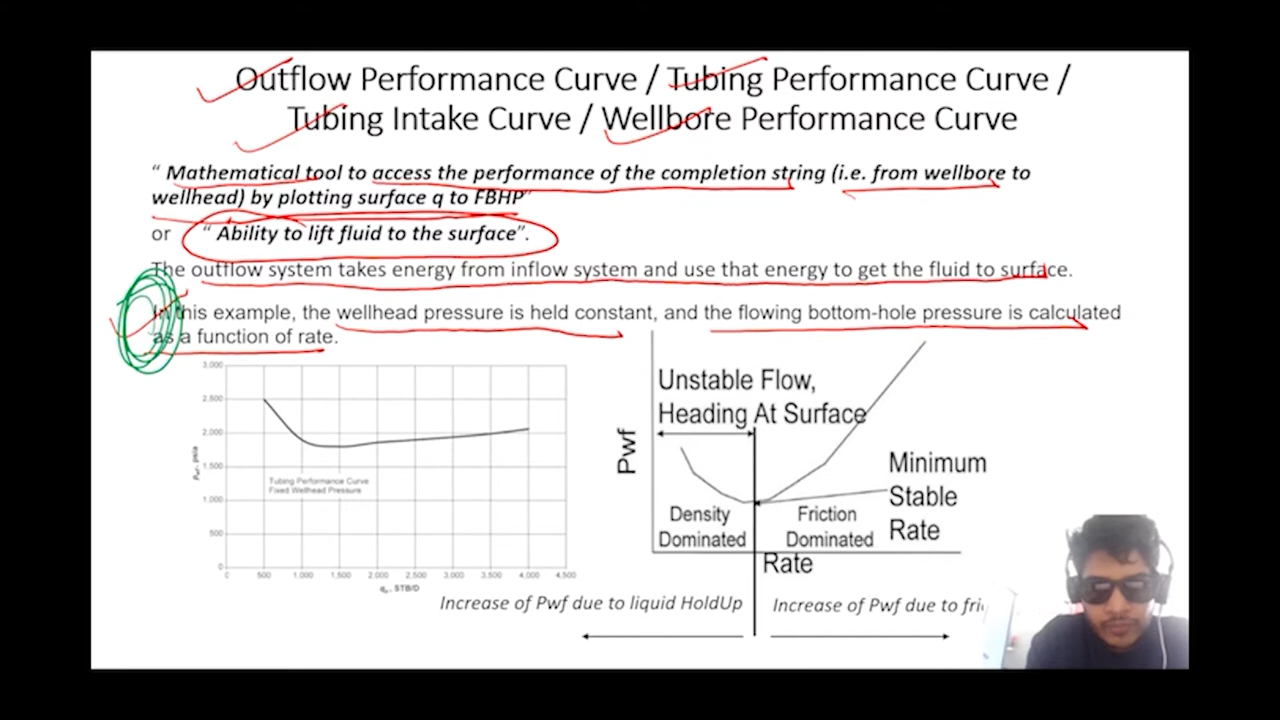 Outflow Performance Curve / Tubing Performance Curve /
Tubing Intake Curve / Wellbore Performance Curve
“ Mathematical tool to access the performance of the completion string (i.e. from wellbore to
wellhead) by plotting surface q to FBHP”
or “ Ability to lift fluid to the surface”.
The outflow system takes energy from inflow system and use that energy to get the fluid to surface.
In this example, the wellhead pressure is held constant, and the flowing bottom-hole pressure is calculated
as a function of rate.
3,000
2,500
2,000
1,500
1,000
500
0
Pwf, psia
Tubing Performance Curve
Fixed Wellhead Pressure
0 500 1,000 1,500 2,000 2,500 3,000 3,500 4,000 4,500
qo, STB/D
Unstable Flow,
Heading At Surface
Pwf
Density
Dominated
Friction
Dominated
Minimum
Stable
Rate
Rate
Increase of Pwf due to liquid HoldUp
Increase of Pwf due to fri